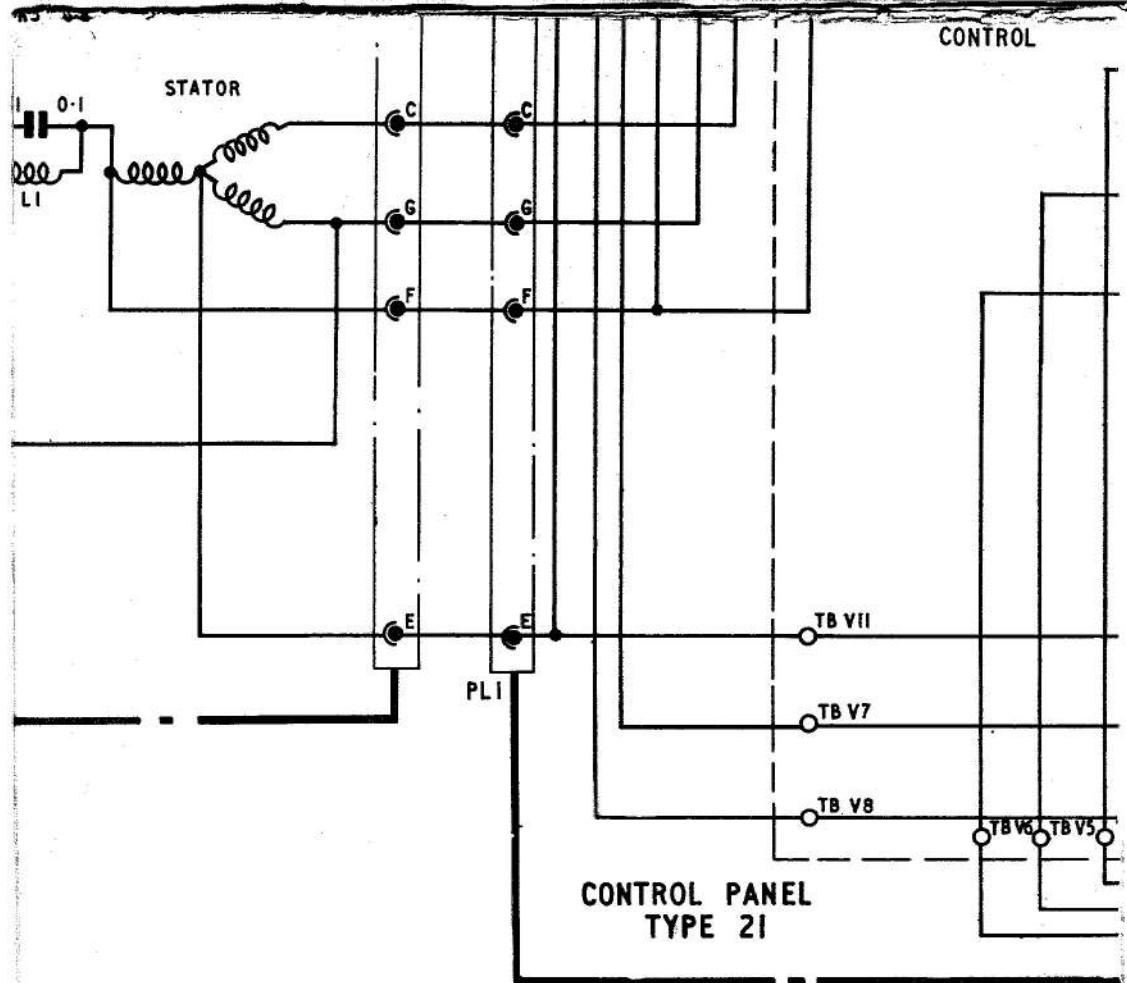 CONTROL
STATOR
0·1
L1
C
C
G
G
F
F
E
E
PL1
TB V11
TB V7
TB V8
TB V6
TB V5
CONTROL PANEL
TYPE 21